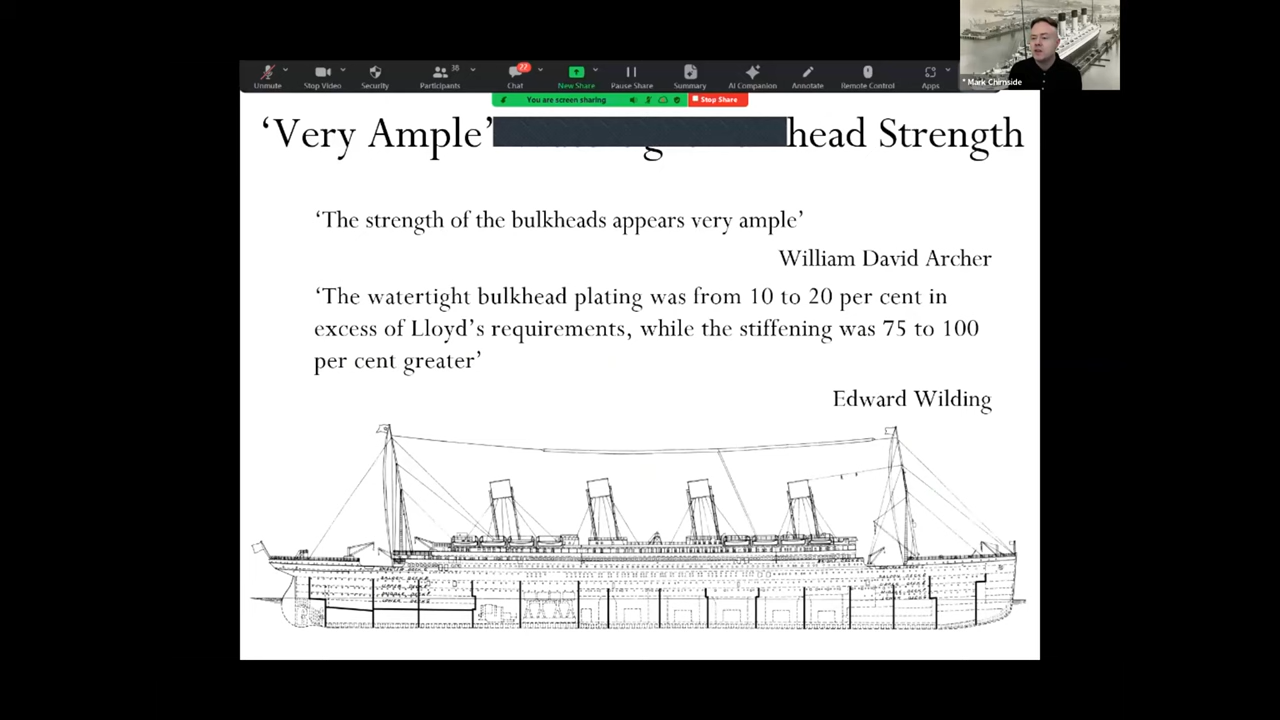 Mark Chirnside
Unmute
Stop Video
Security
38
Participants
22
Chat
New Share
Pause Share
Summary
AI Companion
Annotate
Remote Control
Apps
You are screen sharing
Stop Share
‘Very Ample’ head Strength
‘The strength of the bulkheads appears very ample’
William David Archer
‘The watertight bulkhead plating was from 10 to 20 per cent in
excess of Lloyd’s requirements, while the stiffening was 75 to 100
per cent greater’
Edward Wilding